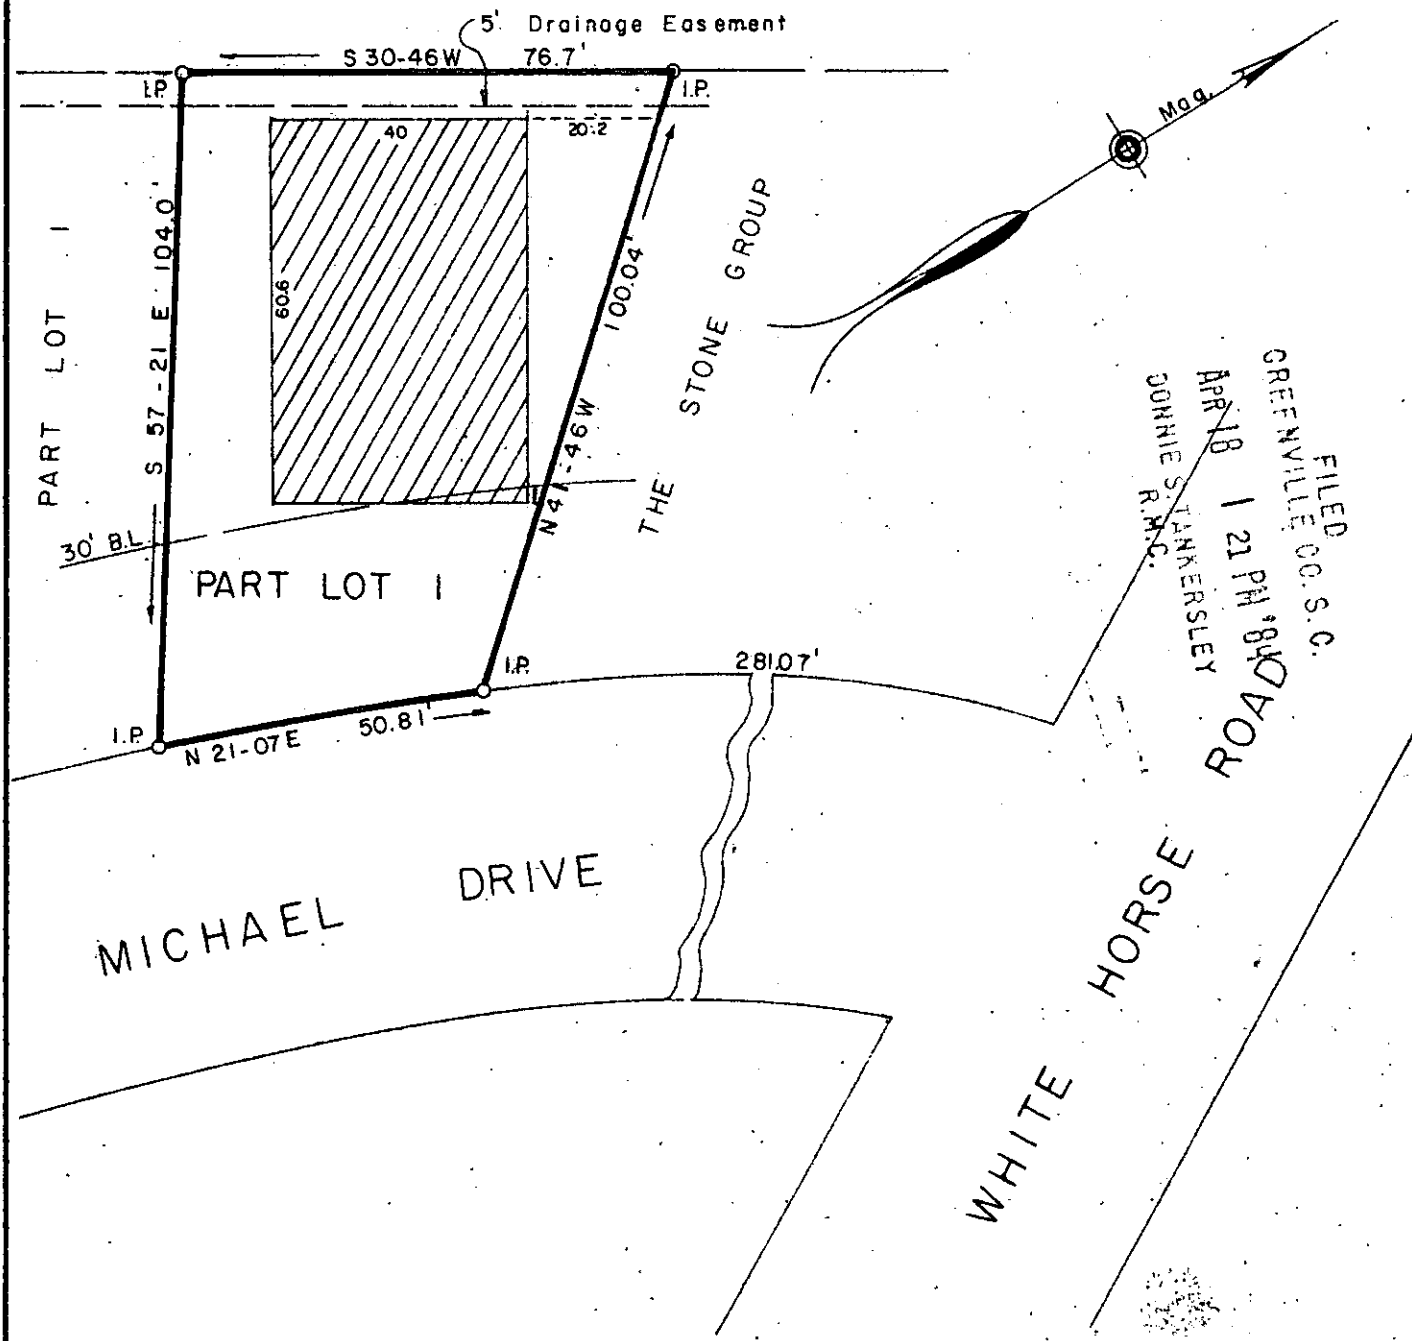 5' Drainage Easement
S 30-46 W 76.7'
I.P.
I.P.
Mag.
40
20.2
60.6
PART LOT 1
S 57-21 E 104.0'
100.04'
N 41-46 W
THE STONE GROUP
30' B.L.
PART LOT 1
I.P.
I.P.
N 21-07 E 50.81'
281.07'
FILED
GREENVILLE CO. S.C.
APR 18 1 21 PM '84
DONNIE S. TANKERSLEY
R.M.C.
MICHAEL DRIVE
WHITE HORSE ROAD